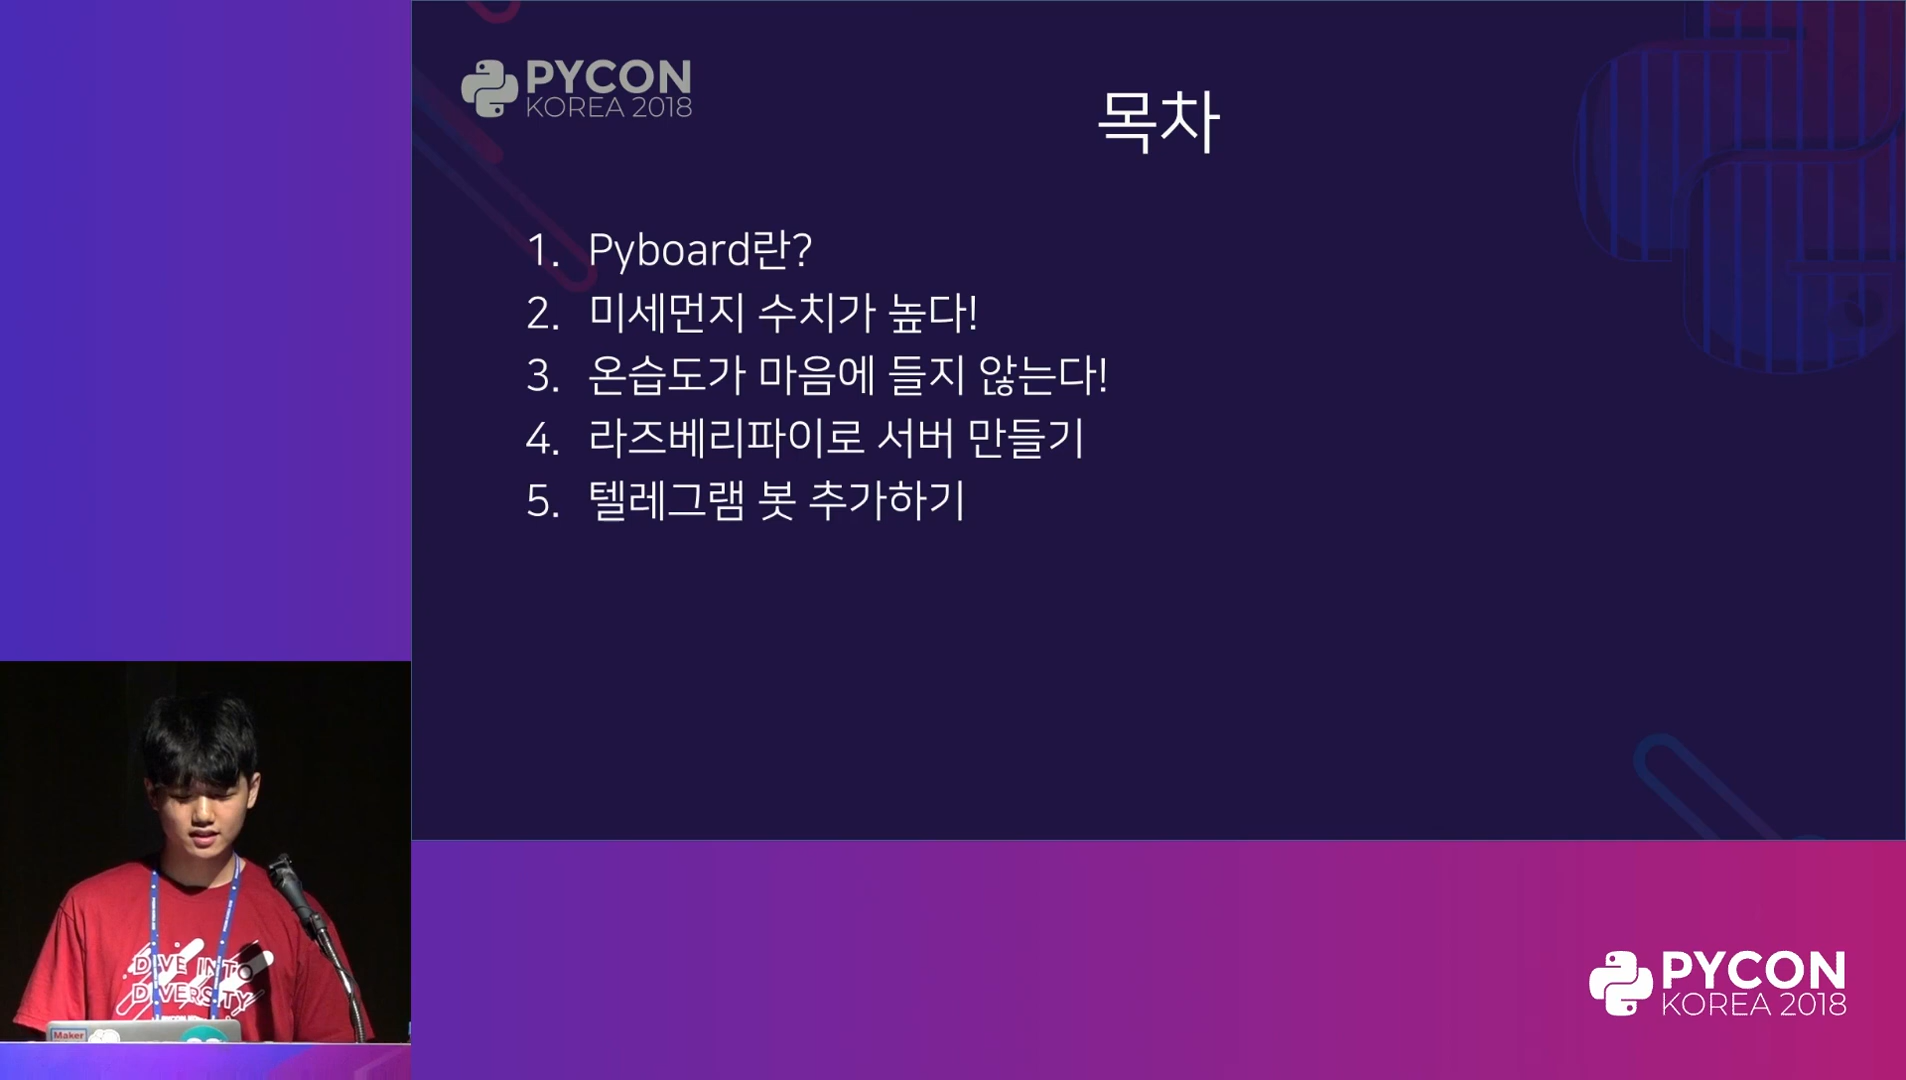 PYCON
KOREA 2018
목차
1. Pyboard란?
2. 미세먼지 수치가 높다!
3. 온습도가 마음에 들지 않는다!
4. 라즈베리파이로 서버 만들기
5. 텔레그램 봇 추가하기
DIVE INTO
DIVERSITY
Maker
PYCON
KOREA 2018